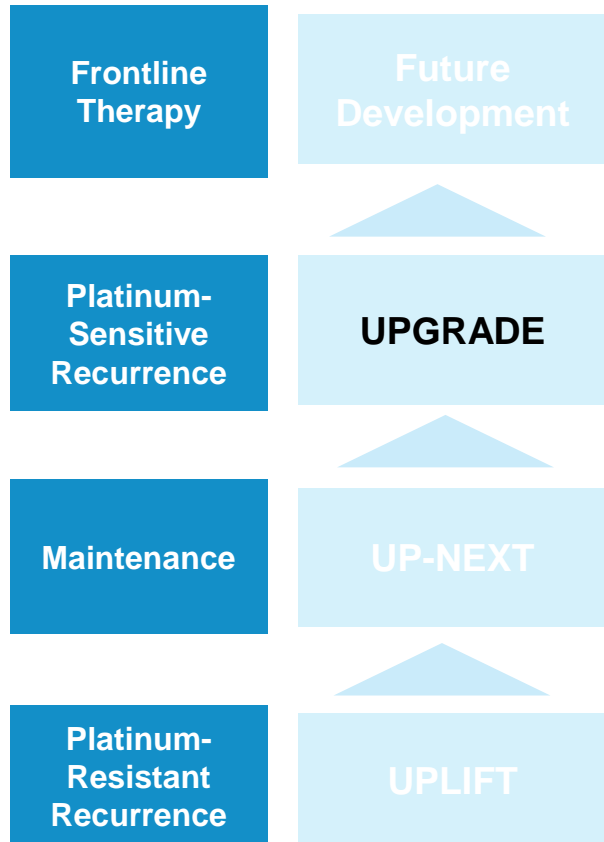 Frontline
Therapy
Future
Development
Platinum-
Sensitive
Recurrence
UPGRADE
Maintenance
UP-NEXT
Platinum-
Resistant
Recurrence
UPLIFT